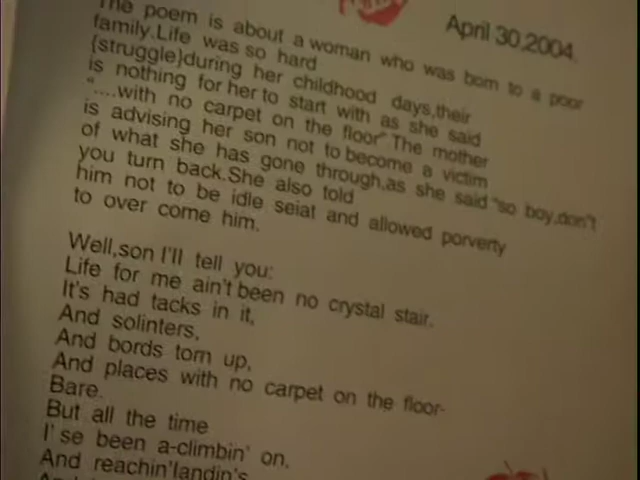 April 30,2004.
The poem is about a woman who was born to a poor
family.Life was so hard
{struggle}during her childhood days,their
is nothing for her to start with as she said
"....with no carpet on the floor" The mother
is advising her son not to become a victim
of what she has gone through,as she said "so boy,don't
you turn back.She also told
him not to be idle seiat and allowed porverty
to over come him.
Well,son I'll tell you:
Life for me ain't been no crystal stair.
It's had tacks in it,
And solinters,
And bords torn up,
And places with no carpet on the floor-
Bare.
But all the time
I' se been a-climbin' on,
And reachin'landin's